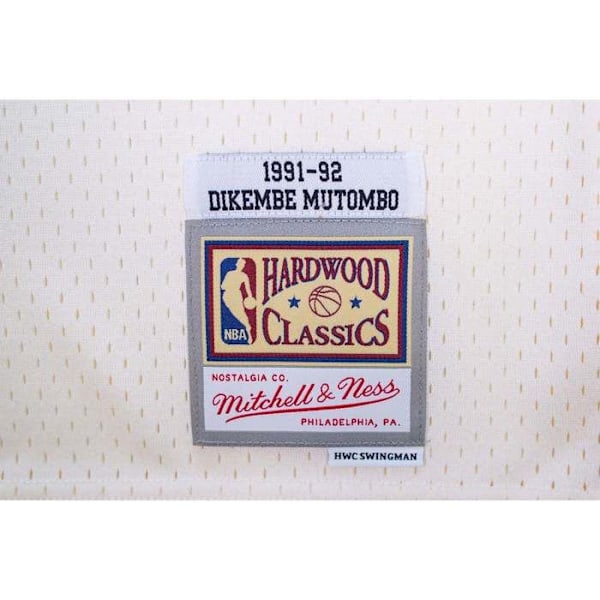 1991-92
DIKEMBE MUTOMBO
HARDWOOD
CLASSICS
NBA
NOSTALGIA CO.
Mitchell & Ness
PHILADELPHIA, PA.
HWC SWINGMAN